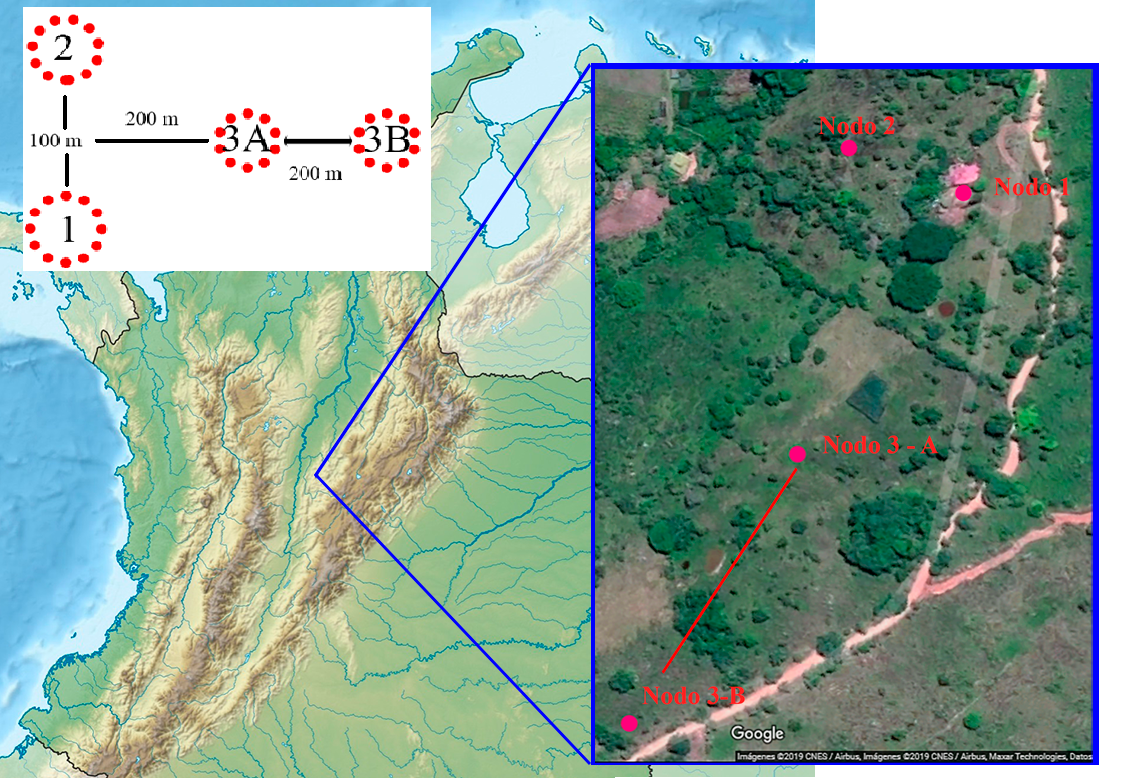 2
100 m
1
200 m
3A
3B
200 m
Nodo 2
Nodo 1
Nodo 3 - A
Nodo 3-B
Google
Imágenes ©2019 CNES / Airbus, Imágenes ©2019 CNES / Airbus, Maxar Technologies, Datos